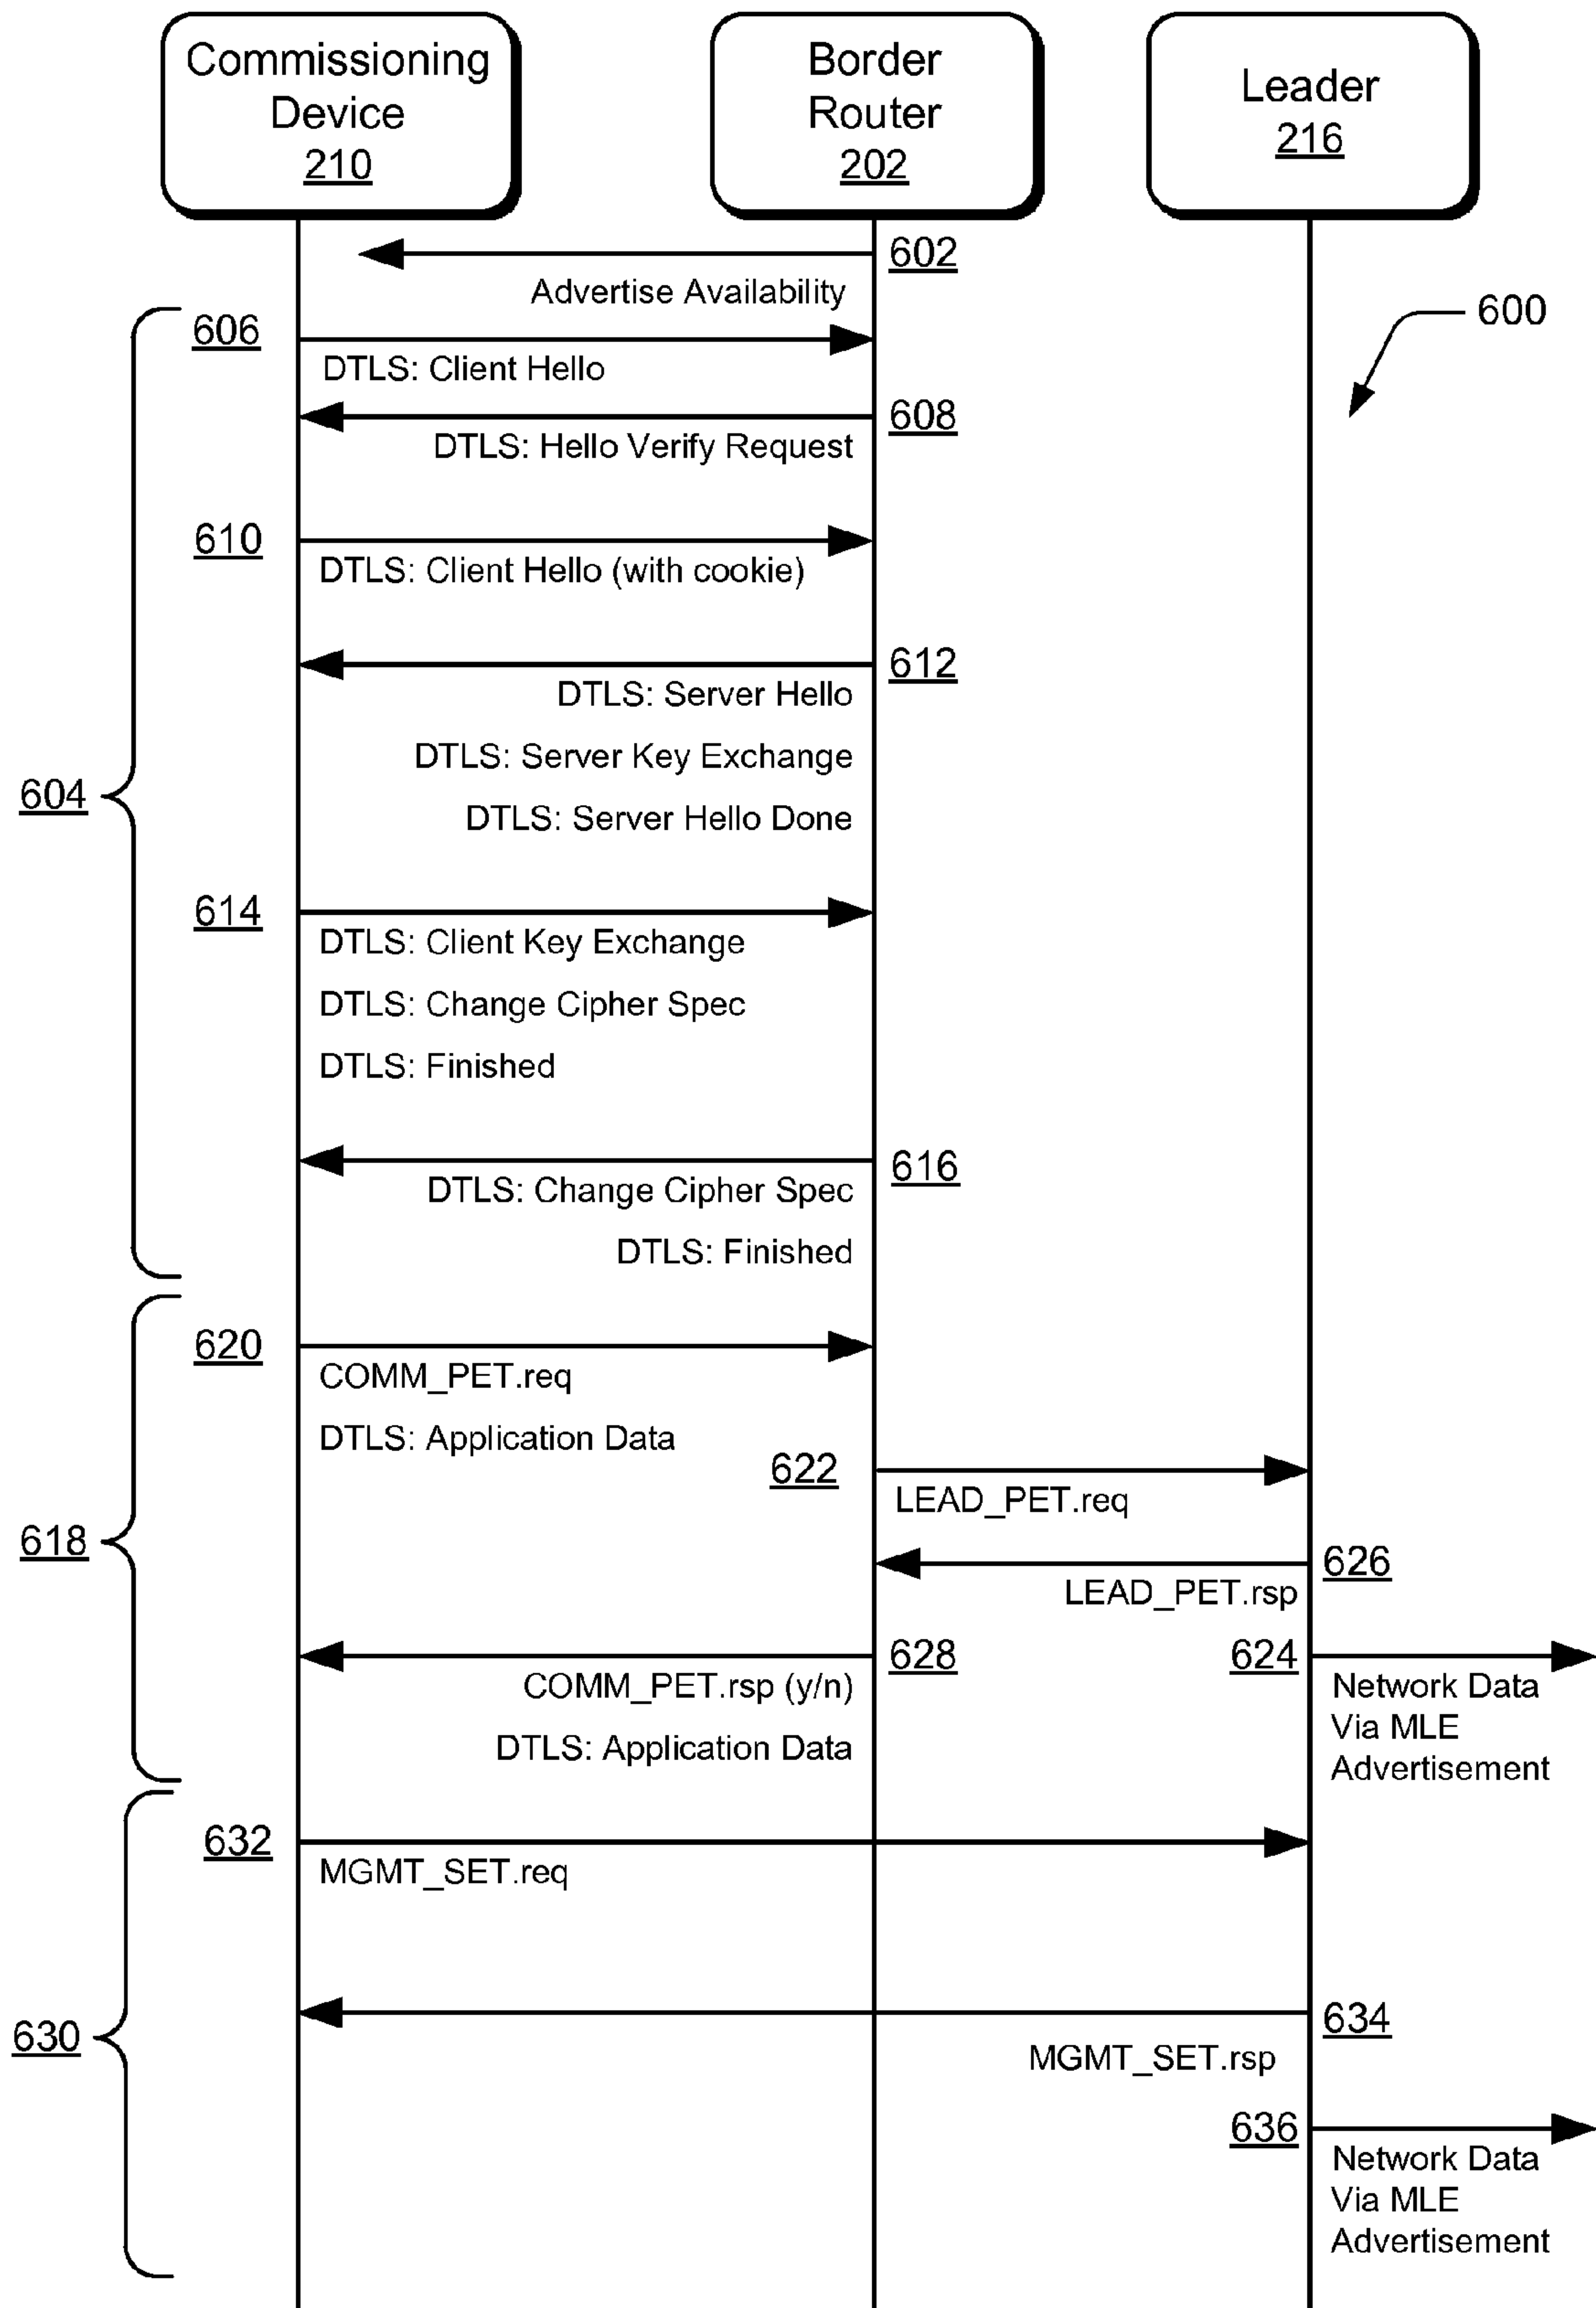 Commissioning
Device
210
Border
Router
202
Leader
216
602
Advertise Availability
600
606
DTLS: Client Hello
608
DTLS: Hello Verify Request
610
DTLS: Client Hello (with cookie)
612
DTLS: Server Hello
DTLS: Server Key Exchange
604
DTLS: Server Hello Done
614
DTLS: Client Key Exchange
DTLS: Change Cipher Spec
DTLS: Finished
616
DTLS: Change Cipher Spec
DTLS: Finished
620
COMM_PET.req
DTLS: Application Data
622
LEAD_PET.req
618
626
LEAD_PET.rsp
628
COMM_PET.rsp (y/n)
DTLS: Application Data
624
Network Data
Via MLE
Advertisement
632
MGMT_SET.req
630
634
MGMT_SET.rsp
636
Network Data
Via MLE
Advertisement